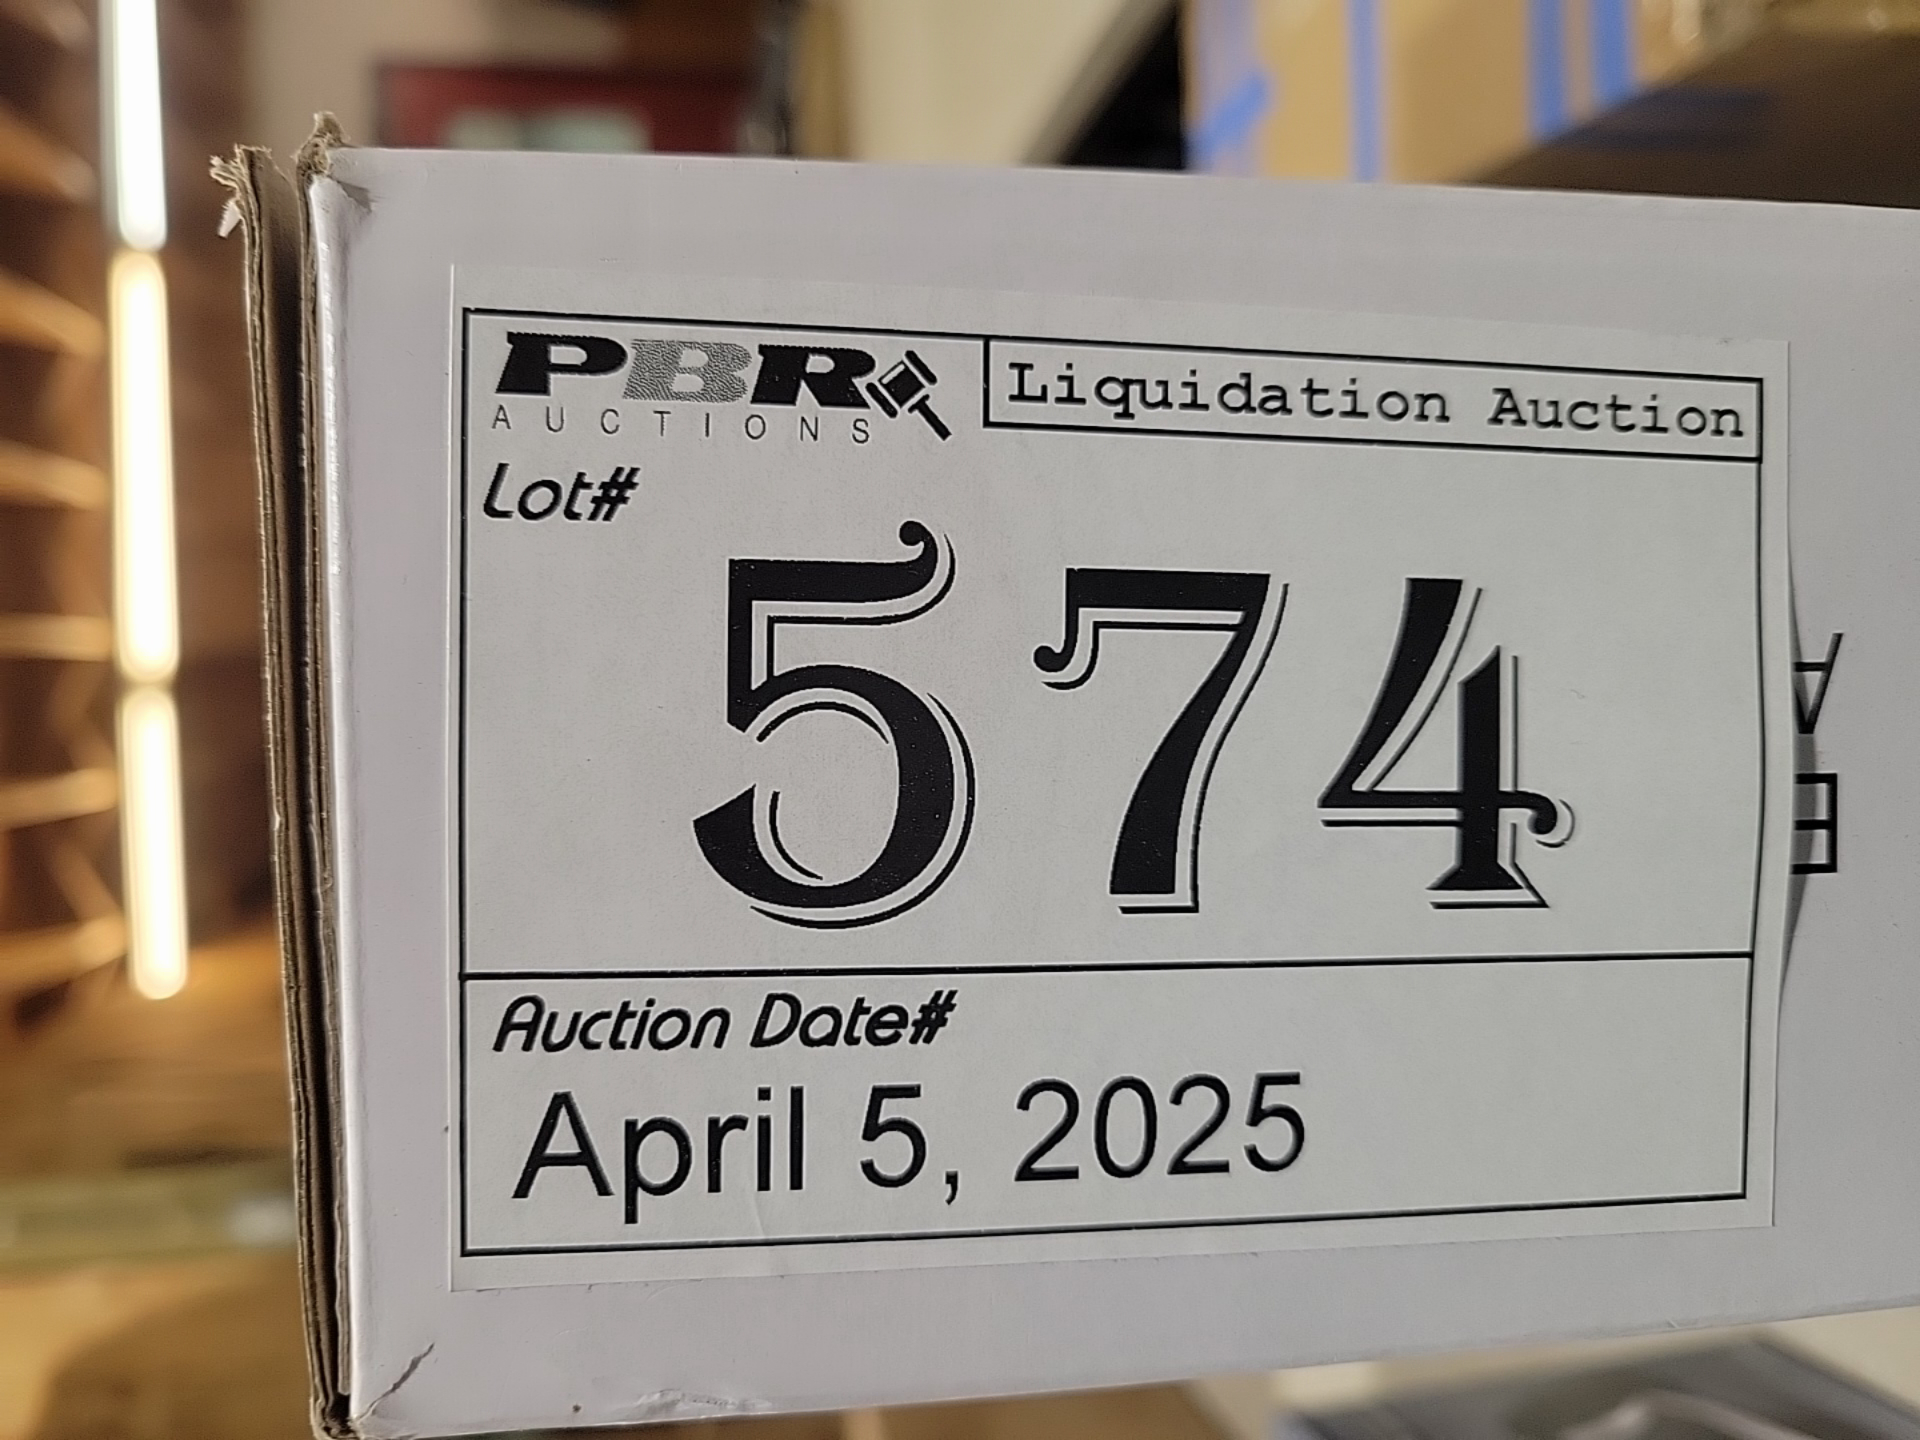 PBR
AUCTIONS
Liquidation Auction
Lot#
574
Auction Date#
April 5, 2025